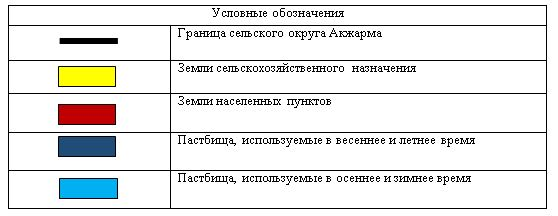 Условные обозначения
Граница сельского округа Акжарма
Земли сельскохозяйственного назначения
Земли населенных пунктов
Пастбища, используемые в весеннее и летнее время
Пастбища, используемые в осеннее и зимнее время